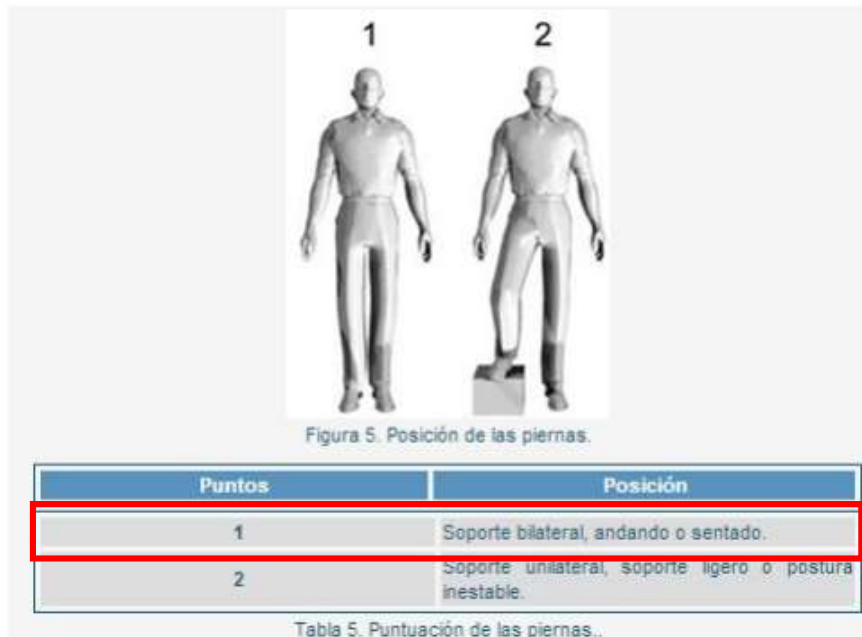 1 2
Figura 5. Posición de las piernas.
Puntos Posición
1 Soporte bilateral, andando o sentado.
2 Soporte unilateral, soporte ligero o postura
inestable.
Tabla 5. Puntuación de las piernas..